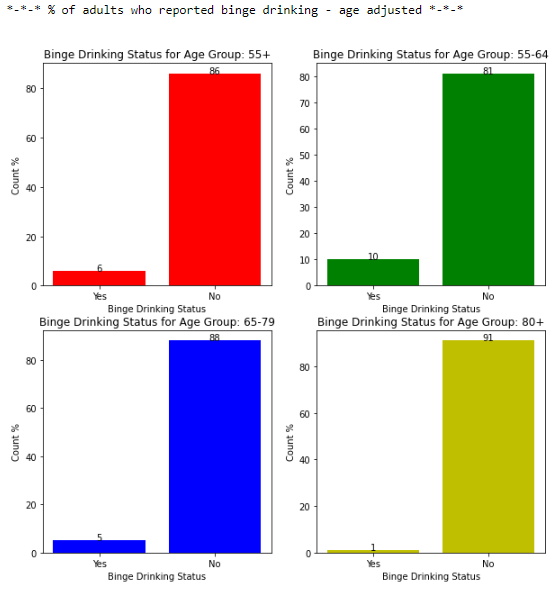 *-*-* % of adults who reported binge drinking - age adjusted *-*-*
Binge Drinking Status for Age Group: 55+
86
80
60
40
20
0
Count %
6
Yes
No
Binge Drinking Status
Binge Drinking Status for Age Group: 55-64
81
80
70
60
50
40
30
20
10
0
Count %
10
Yes
No
Binge Drinking Status
Binge Drinking Status for Age Group: 65-79
88
80
60
40
20
0
Count %
5
Yes
No
Binge Drinking Status
Binge Drinking Status for Age Group: 80+
91
80
60
40
20
0
Count %
1
Yes
No
Binge Drinking Status